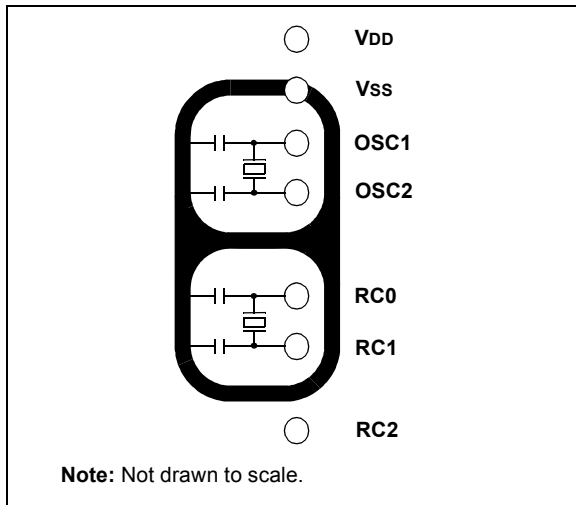 VDD
VSS
OSC1
OSC2
RC0
RC1
RC2
Note: Not drawn to scale.